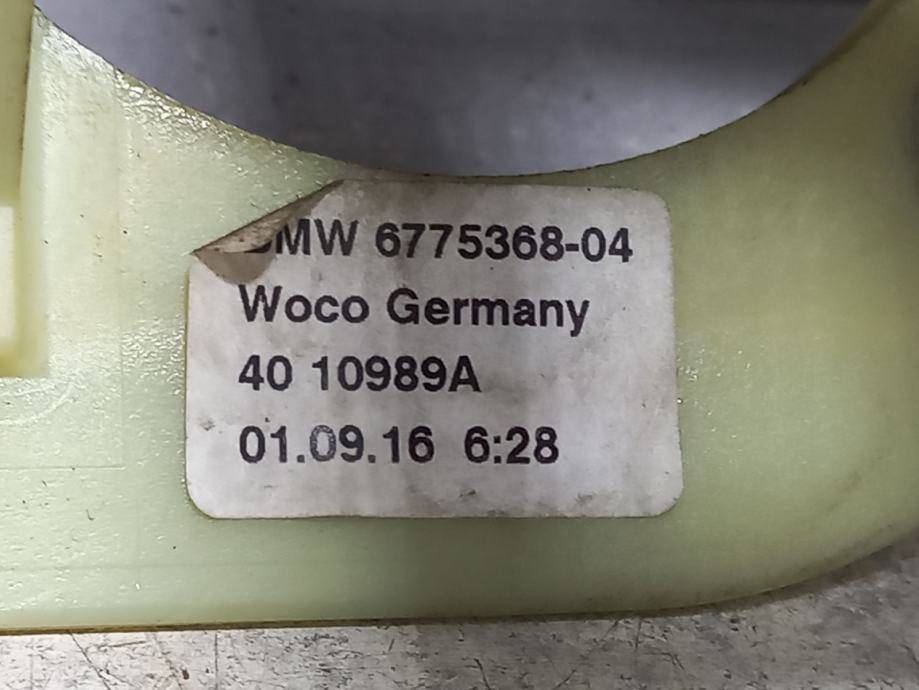 BMW 6775368-04
Woco Germany
40 10989A
01.09.16 6:28